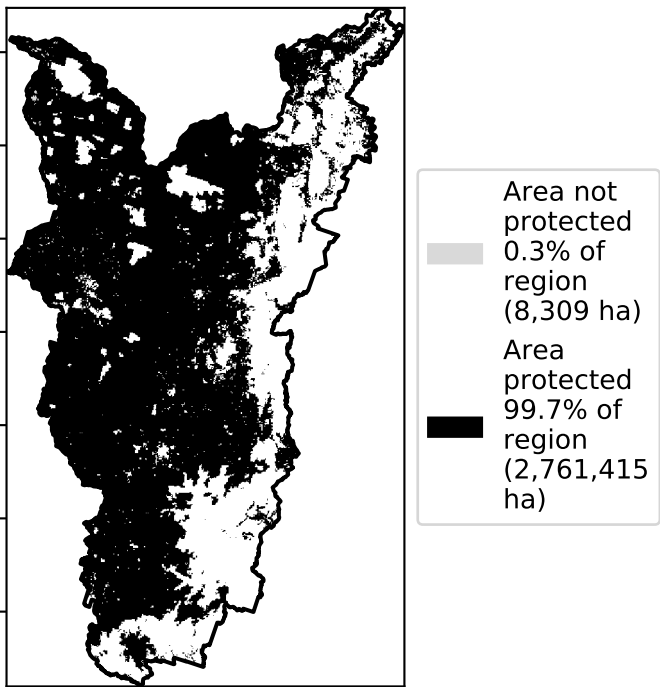 Area not
protected
0.3% of
region
(8,309 ha)
Area
protected
99.7% of
region
(2,761,415
ha)